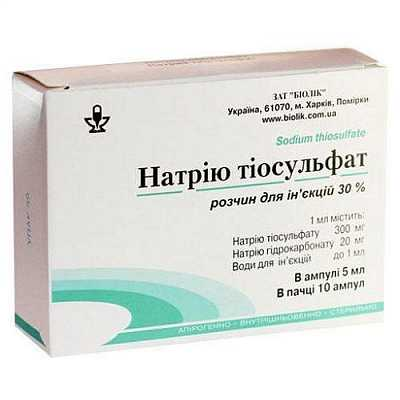 ЗАТ "БІОЛІК"
Україна, 61070, м. Харків, Помірки
www.biolik.com.ua
Sodium thiosulfate
Натрію тіосульфат
розчин для ін'єкцій 30 %
1 мл містить:
Натрію тіосульфату 300 мг
Натрію гідрокарбонату 20 мг
Води для ін'єкцій до 1 мл
В ампулі 5 мл
В пачці 10 ампул
АПІРОГЕННО - ВНУТРІШНЬОВЕННО - СТЕРИЛЬНО